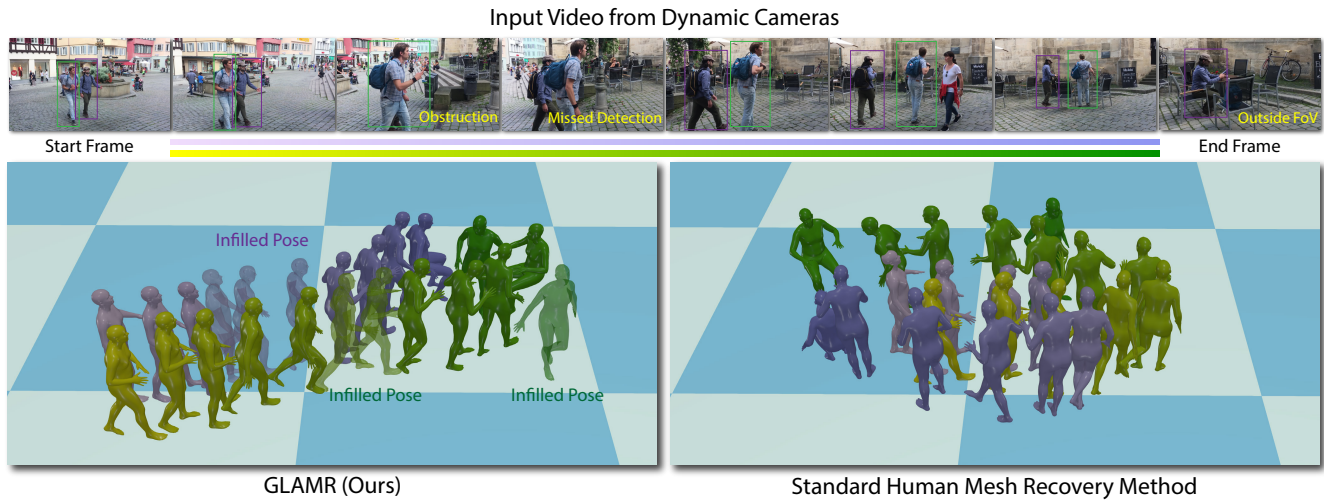 Input Video from Dynamic Cameras
Obstruction
Missed Detection
Outside FoV
Start Frame
End Frame
Infilled Pose
Infilled Pose
Infilled Pose
GLAMR (Ours)
Standard Human Mesh Recovery Method